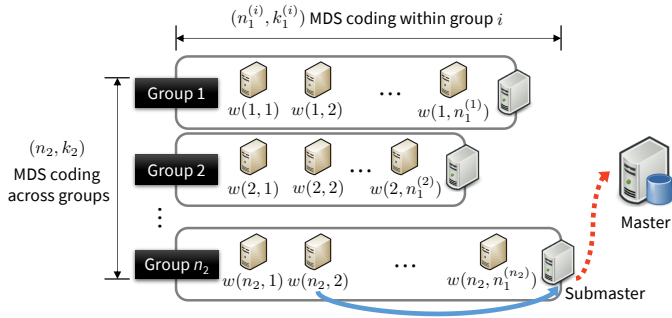 $(n_1^{(i)}, k_1^{(i)})$ MDS coding within group $i$
Group 1
$w(1,1)$ $w(1,2)$ ... $w(1, n_1^{(1)})$
$(n_2, k_2)$
MDS coding
across groups
Group 2
$w(2,1)$ $w(2,2)$ ... $w(2, n_1^{(2)})$
⋮
Master
Group $n_2$
$w(n_2,1)$ $w(n_2,2)$ ... $w(n_2, n_1^{(n_2)})$
Submaster